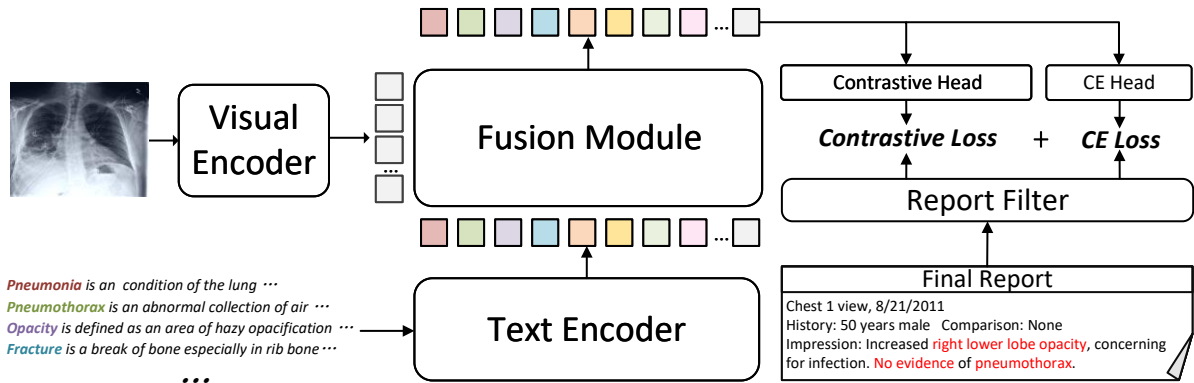 Visual
Encoder
...
Fusion Module
...
Contrastive Head
CE Head
Contrastive Loss + CE Loss
Report Filter
...
Pneumonia is an condition of the lung ...
Pneumothorax is an abnormal collection of air ...
Opacity is defined as an area of hazy opacification ...
Fracture is a break of bone especially in rib bone ...
...
Text Encoder
Final Report
Chest 1 view, 8/21/2011
History: 50 years male Comparison: None
Impression: Increased right lower lobe opacity, concerning
for infection. No evidence of pneumothorax.